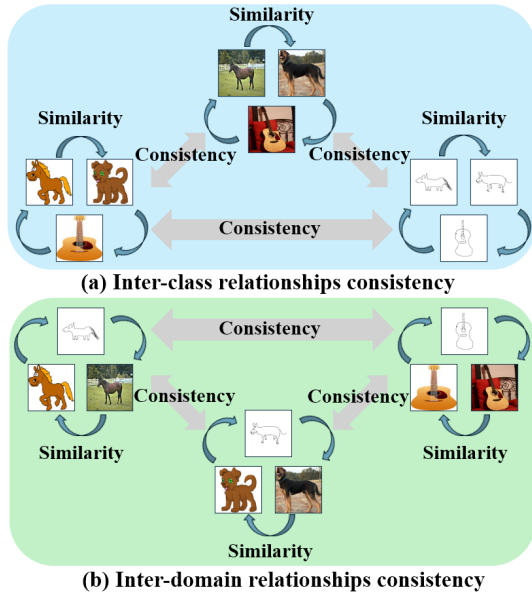 Similarity
Similarity
Similarity
Consistency
Consistency
Consistency
(a) Inter-class relationships consistency
Consistency
Consistency
Consistency
Similarity
Similarity
Similarity
(b) Inter-domain relationships consistency